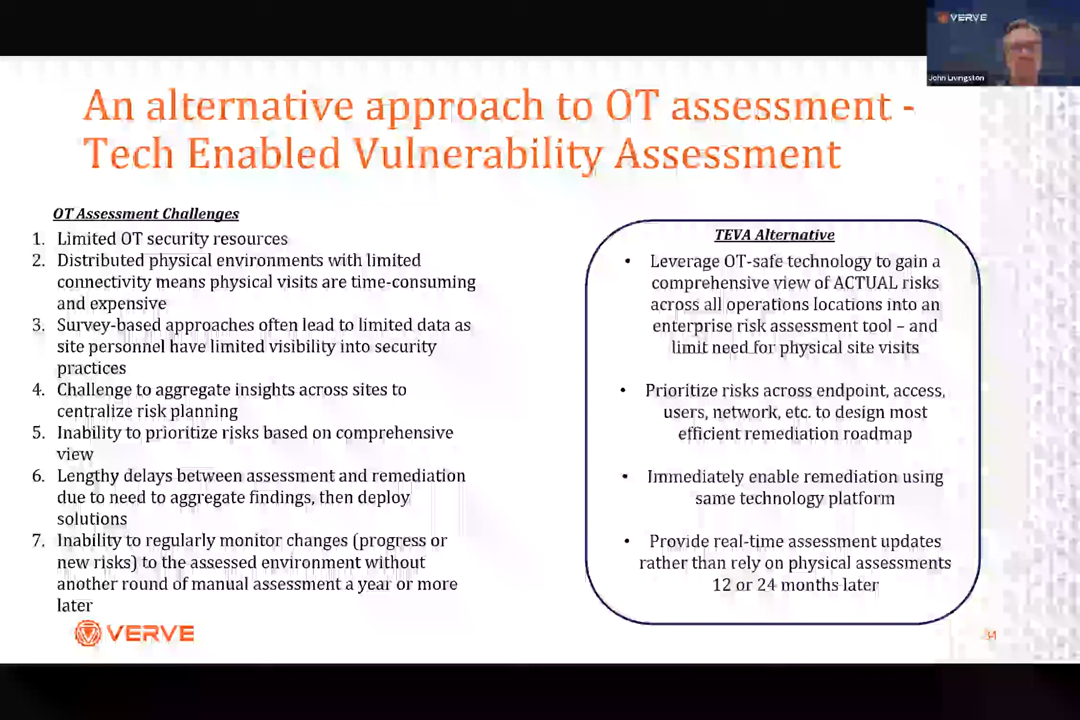 VERVE
John Livingston
An alternative approach to OT assessment -
Tech Enabled Vulnerability Assessment
OT Assessment Challenges
1. Limited OT security resources
2. Distributed physical environments with limited
connectivity means physical visits are time-consuming
and expensive
3. Survey-based approaches often lead to limited data as
site personnel have limited visibility into security
practices
4. Challenge to aggregate insights across sites to
centralize risk planning
5. Inability to prioritize risks based on comprehensive
view
6. Lengthy delays between assessment and remediation
due to need to aggregate findings, then deploy
solutions
7. Inability to regularly monitor changes (progress or
new risks) to the assessed environment without
another round of manual assessment a year or more
later
TEVA Alternative
• Leverage OT-safe technology to gain a
comprehensive view of ACTUAL risks
across all operations locations into an
enterprise risk assessment tool – and
limit need for physical site visits
• Prioritize risks across endpoint, access,
users, network, etc. to design most
efficient remediation roadmap
• Immediately enable remediation using
same technology platform
• Provide real-time assessment updates
rather than rely on physical assessments
12 or 24 months later
VERVE